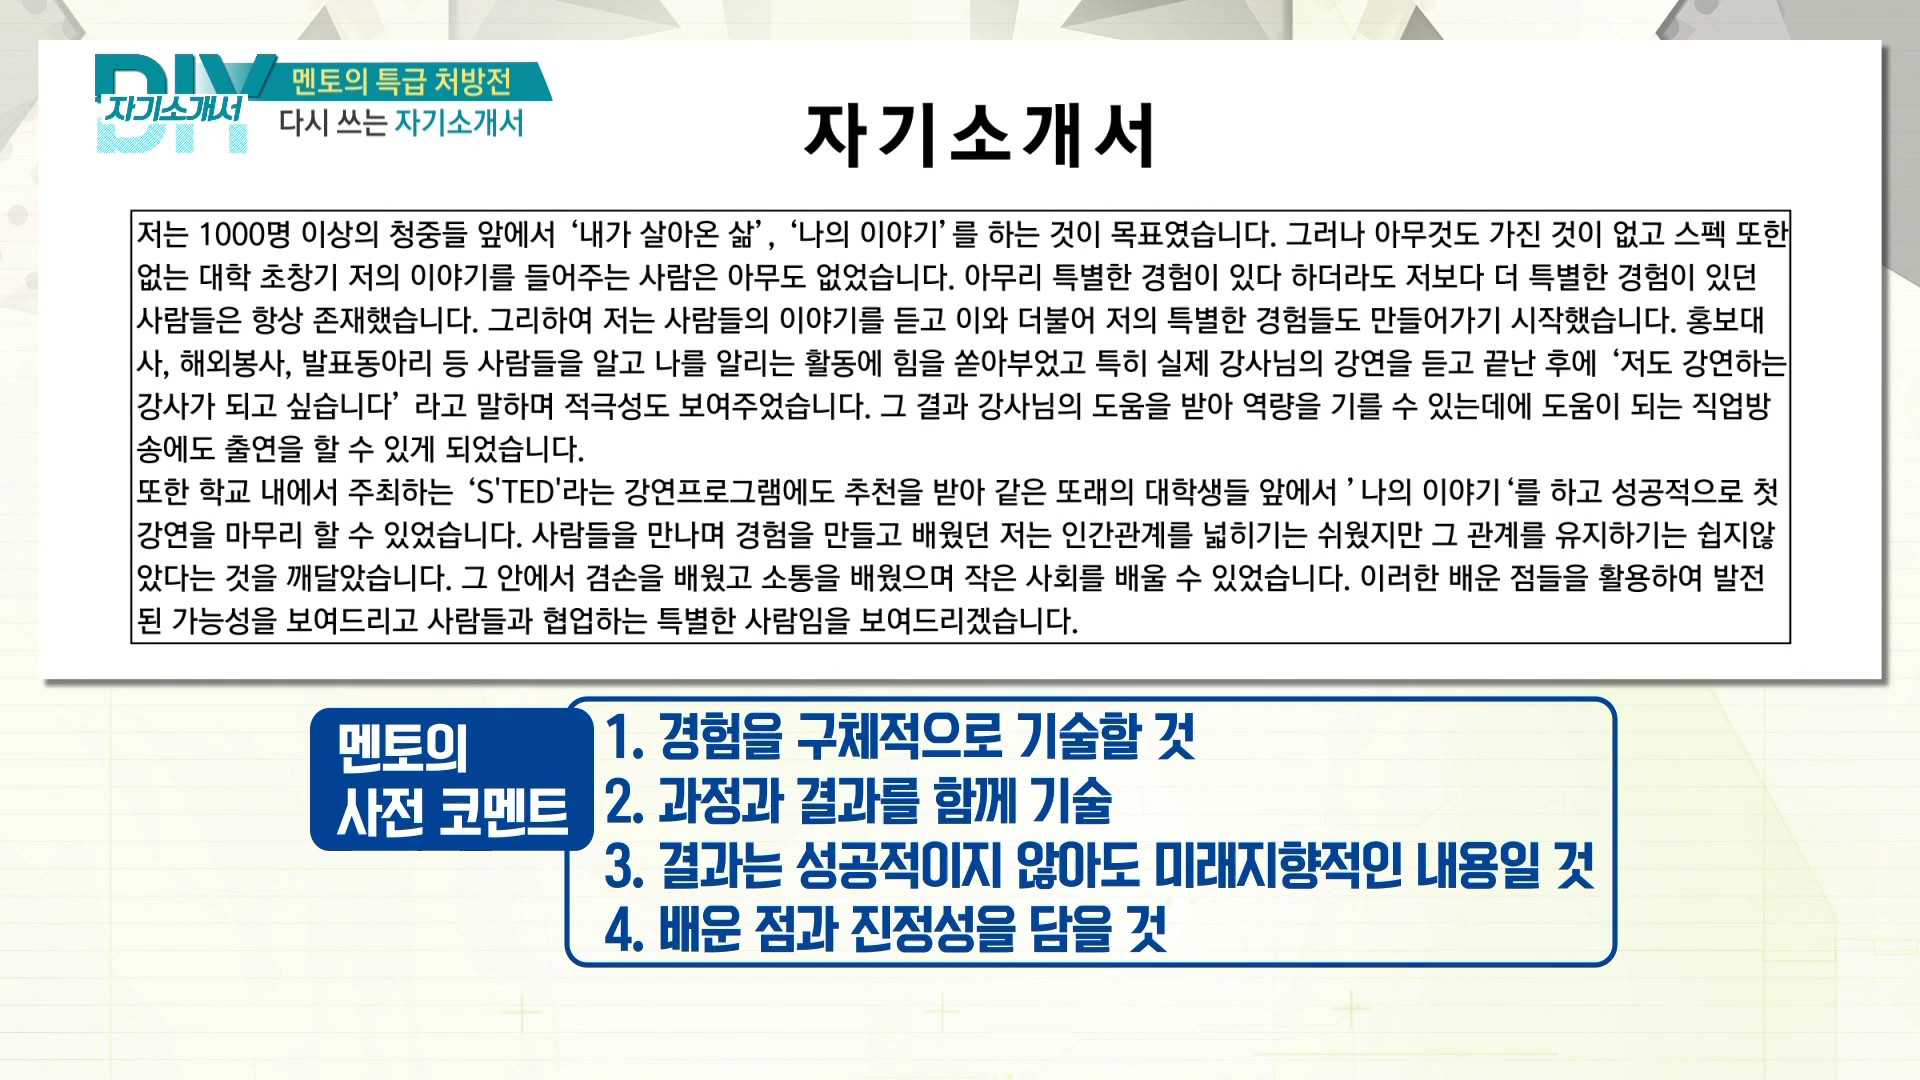 DIY
자기소개서
멘토의 특급 처방전
다시 쓰는 자기소개서
자기소개서
저는 1000명 이상의 청중들 앞에서 ‘내가 살아온 삶’, ‘나의 이야기’를 하는 것이 목표였습니다. 그러나 아무것도 가진 것이 없고 스펙 또한
없는 대학 초창기 저의 이야기를 들어주는 사람은 아무도 없었습니다. 아무리 특별한 경험이 있다 하더라도 저보다 더 특별한 경험이 있던
사람들은 항상 존재했습니다. 그리하여 저는 사람들의 이야기를 듣고 이와 더불어 저의 특별한 경험들도 만들어가기 시작했습니다. 홍보대
사, 해외봉사, 발표동아리 등 사람들을 알고 나를 알리는 활동에 힘을 쏟아부었고 특히 실제 강사님의 강연을 듣고 끝난 후에 ‘저도 강연하는
강사가 되고 싶습니다’ 라고 말하며 적극성도 보여주었습니다. 그 결과 강사님의 도움을 받아 역량을 기를 수 있는데에 도움이 되는 직업방
송에도 출연을 할 수 있게 되었습니다.
또한 학교 내에서 주최하는 ‘S'TED'라는 강연프로그램에도 추천을 받아 같은 또래의 대학생들 앞에서 ’나의 이야기‘를 하고 성공적으로 첫
강연을 마무리 할 수 있었습니다. 사람들을 만나며 경험을 만들고 배웠던 저는 인간관계를 넓히기는 쉬웠지만 그 관계를 유지하기는 쉽지않
았다는 것을 깨달았습니다. 그 안에서 겸손을 배웠고 소통을 배웠으며 작은 사회를 배울 수 있었습니다. 이러한 배운 점들을 활용하여 발전
된 가능성을 보여드리고 사람들과 협업하는 특별한 사람임을 보여드리겠습니다.
멘토의
사전 코멘트
1. 경험을 구체적으로 기술할 것
2. 과정과 결과를 함께 기술
3. 결과는 성공적이지 않아도 미래지향적인 내용일 것
4. 배운 점과 진정성을 담을 것